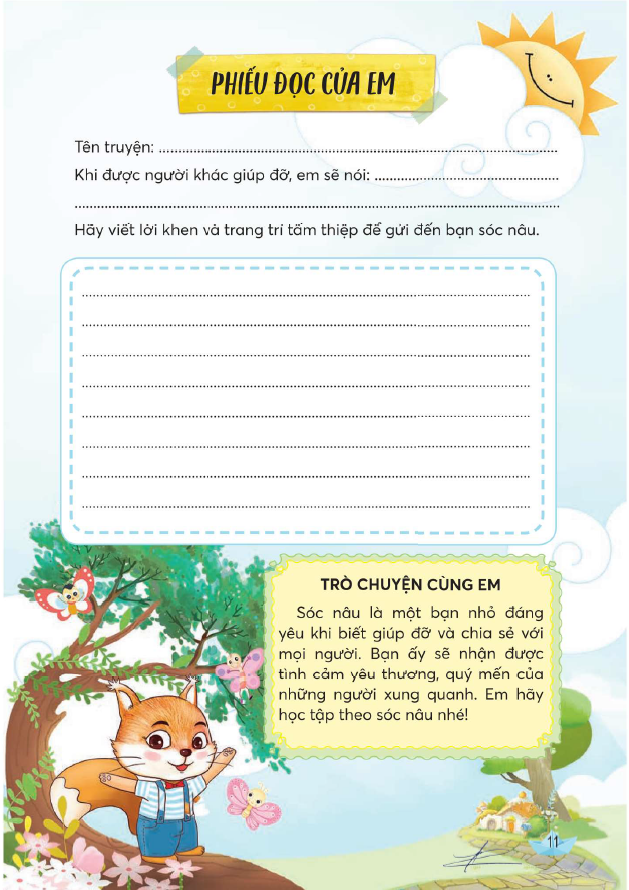 PHIẾU ĐỌC CỦA EM
Tên truyện: ...............................................................................................
Khi được người khác giúp đỡ, em sẽ nói: ............................................
....................................................................................................................
Hãy viết lời khen và trang trí tấm thiệp để gửi đến bạn sóc nâu.
TRÒ CHUYỆN CÙNG EM
Sóc nâu là một bạn nhỏ đáng
yêu khi biết giúp đỡ và chia sẻ với
mọi người. Bạn ấy sẽ nhận được
tình cảm yêu thương, quý mến của
những người xung quanh. Em hãy
học tập theo sóc nâu nhé!
11